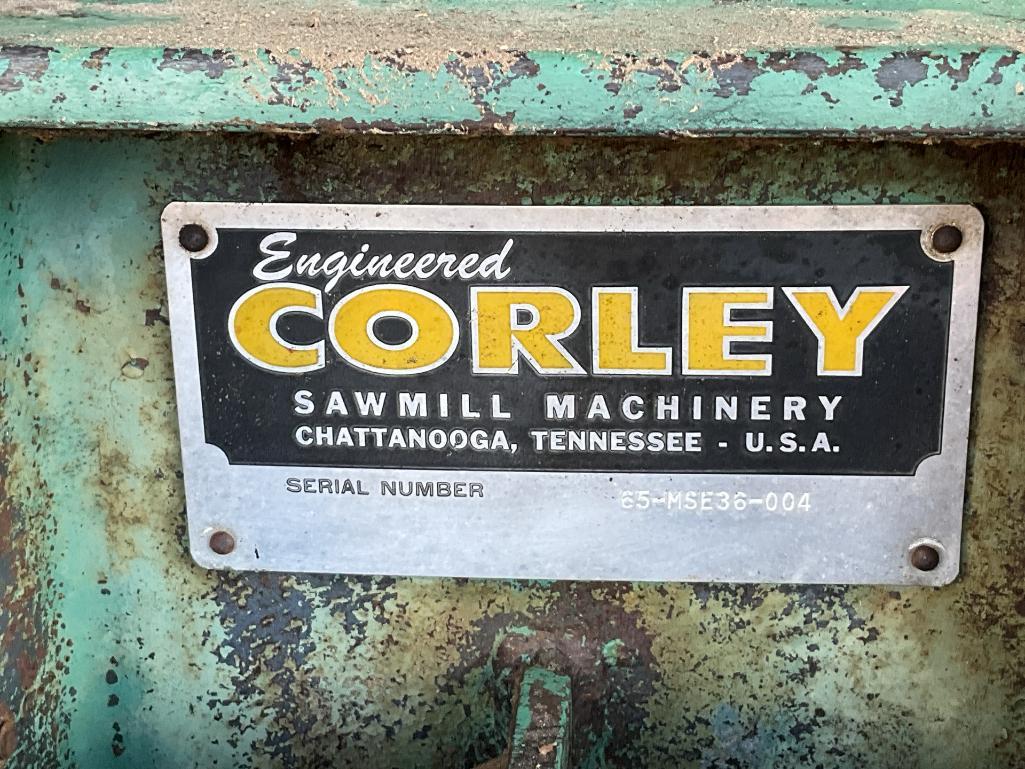 Engineered
CORLEY
SAWMILL MACHINERY
CHATTANOOGA, TENNESSEE - U.S.A.
SERIAL NUMBER 65-MSE36-004